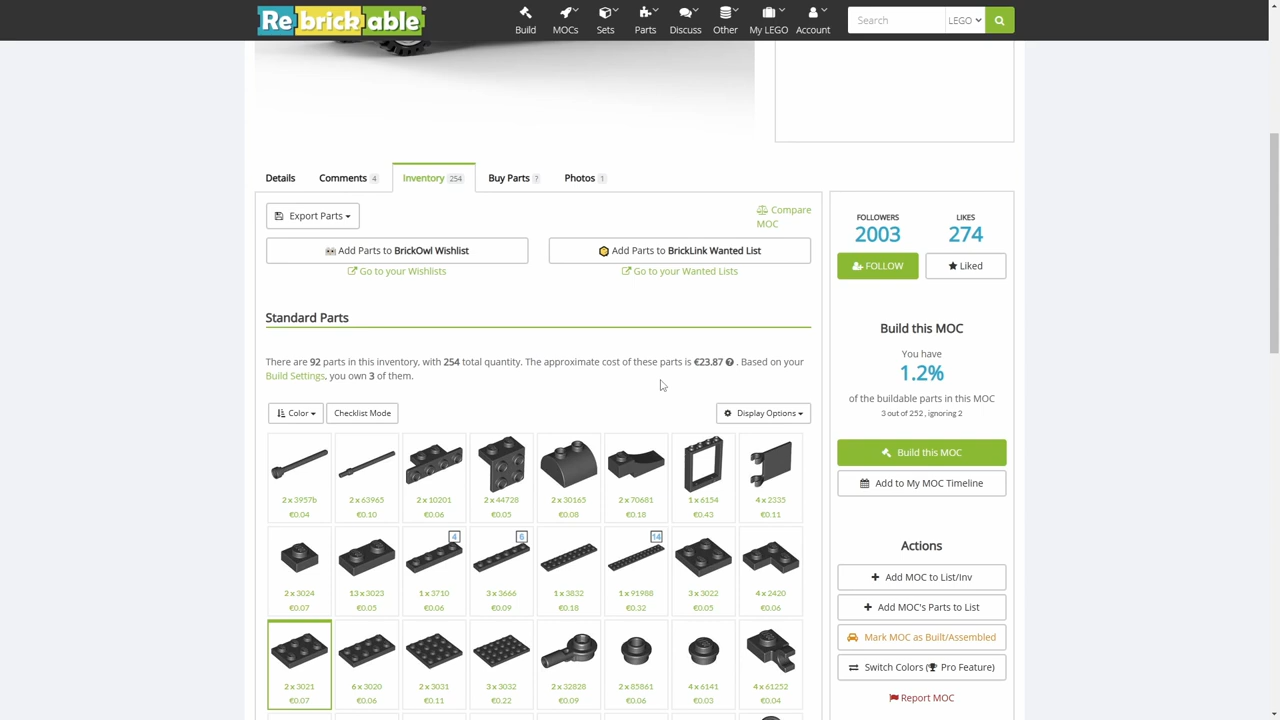 Rebrickable
Build
MOCs
Sets
Parts
Discuss
Other
My LEGO
Account
Search
LEGO
Details
Comments 4
Inventory 254
Buy Parts ?
Photos 1
Export Parts
Compare
MOC
Add Parts to BrickOwl Wishlist
Add Parts to BrickLink Wanted List
Go to your Wishlists
Go to your Wanted Lists
Standard Parts
There are 92 parts in this inventory, with 254 total quantity. The approximate cost of these parts is €23.87 ? . Based on your
Build Settings, you own 3 of them.
Color
Checklist Mode
Display Options
2 x 3957b
2 x 63965
2 x 10201
2 x 44728
2 x 30165
2 x 70681
1 x 6154
4 x 2335
€0.04
€0.10
€0.06
€0.05
€0.08
€0.18
€0.43
€0.11
4
6
14
2 x 3024
13 x 3023
1 x 3710
3 x 3666
1 x 3832
1 x 91988
3 x 3022
4 x 2420
€0.07
€0.05
€0.06
€0.09
€0.18
€0.32
€0.05
€0.06
2 x 3021
6 x 3020
2 x 3031
3 x 3032
2 x 32828
2 x 85861
4 x 6141
4 x 61252
€0.07
€0.06
€0.11
€0.22
€0.09
€0.06
€0.03
€0.04
FOLLOWERS
LIKES
2003
274
FOLLOW
Liked
Build this MOC
You have
1.2%
of the buildable parts in this MOC
3 out of 252 , ignoring 2
Build this MOC
Add to My MOC Timeline
Actions
Add MOC to List/Inv
Add MOC's Parts to List
Mark MOC as Built/Assembled
Switch Colors ( Pro Feature)
Report MOC